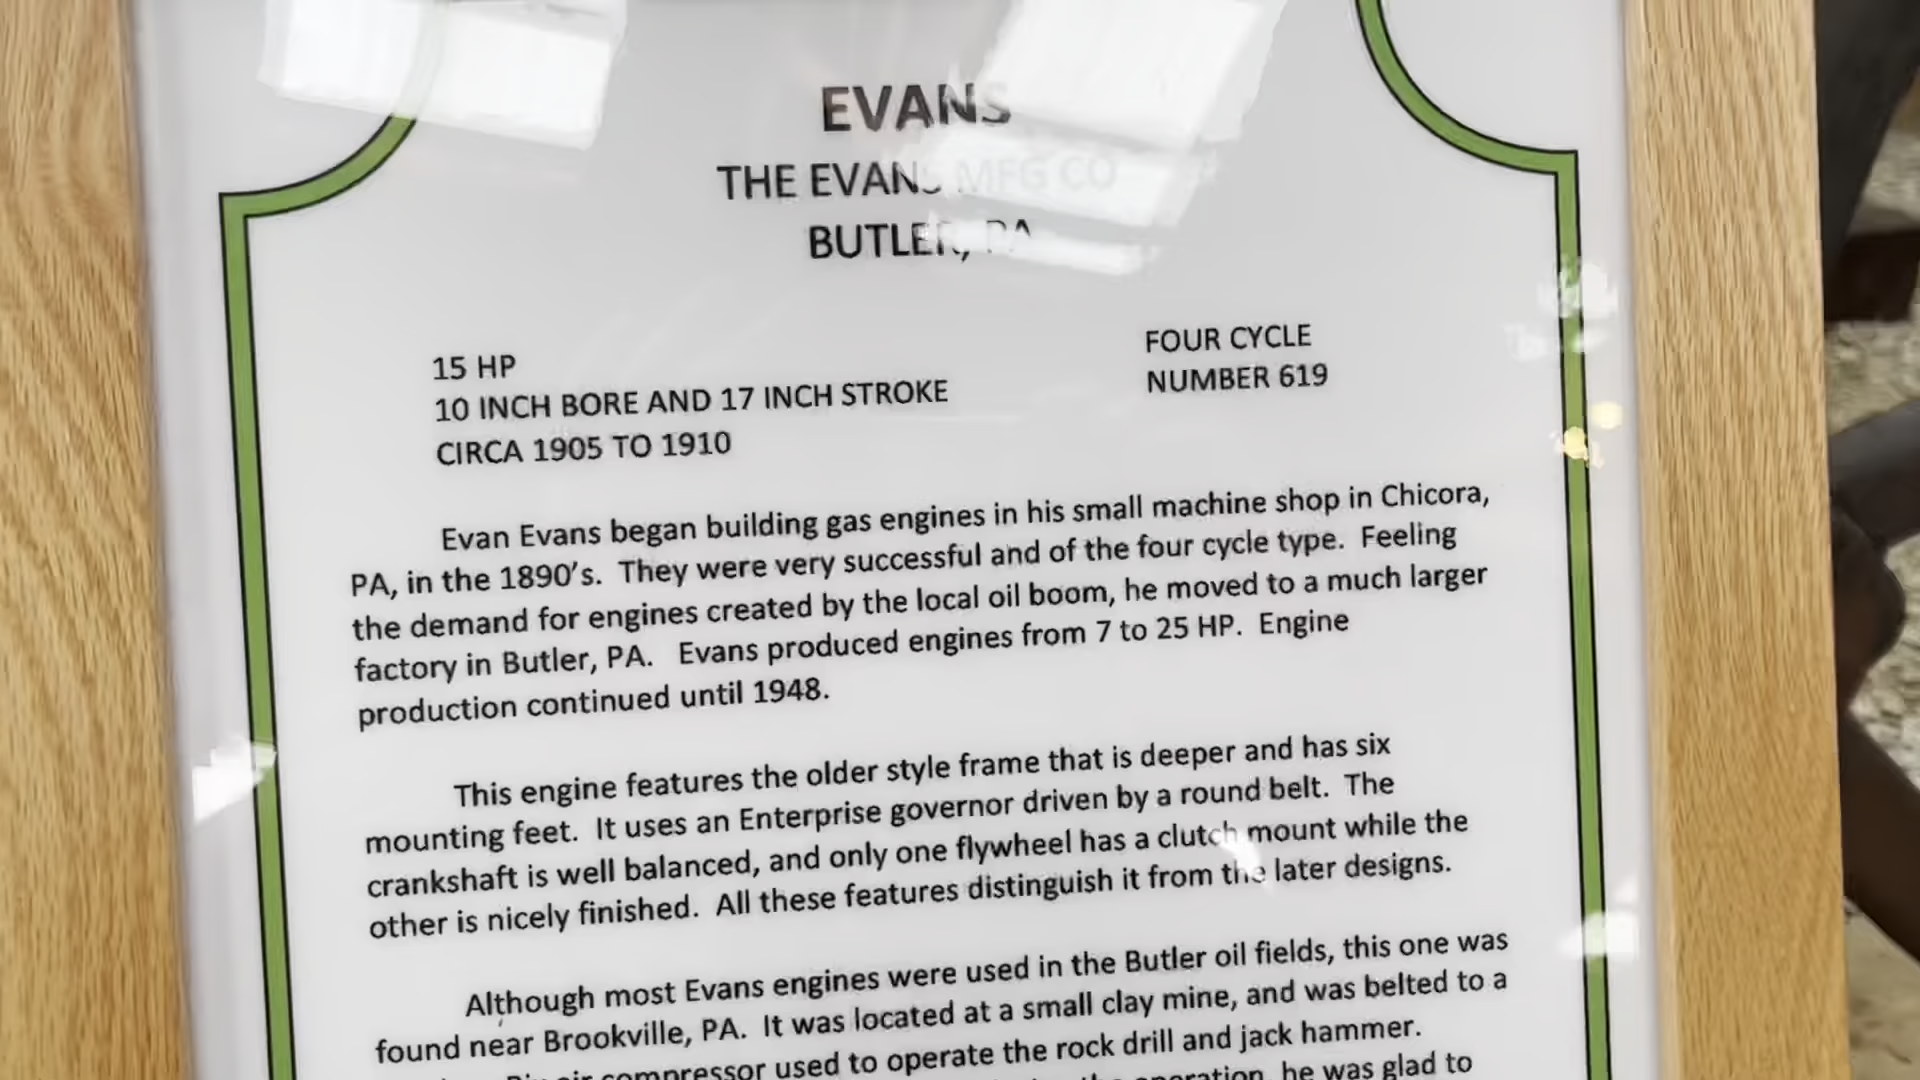 EVANS
THE EVANS MFG CO
BUTLER, PA
15 HP
10 INCH BORE AND 17 INCH STROKE
CIRCA 1905 TO 1910
FOUR CYCLE
NUMBER 619
Evan Evans began building gas engines in his small machine shop in Chicora,
PA, in the 1890's. They were very successful and of the four cycle type. Feeling
the demand for engines created by the local oil boom, he moved to a much larger
factory in Butler, PA. Evans produced engines from 7 to 25 HP. Engine
production continued until 1948.
This engine features the older style frame that is deeper and has six
mounting feet. It uses an Enterprise governor driven by a round belt. The
crankshaft is well balanced, and only one flywheel has a clutch mount while the
other is nicely finished. All these features distinguish it from the later designs.
Although most Evans engines were used in the Butler oil fields, this one was
found near Brookville, PA. It was located at a small clay mine, and was belted to a
air compressor used to operate the rock drill and jack hammer.
operation, he was glad to